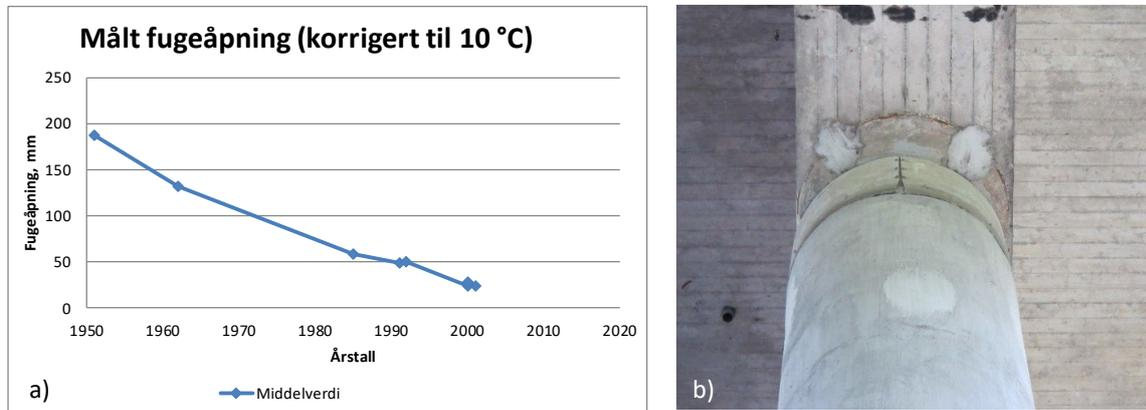 Målt fugeåpning (korrigert til 10 °C)
250
200
150
100
50
0
Fugeåpning, mm
1950 1960 1970 1980 1990 2000 2010 2020
Årstall
Middelverdi
a)
b)